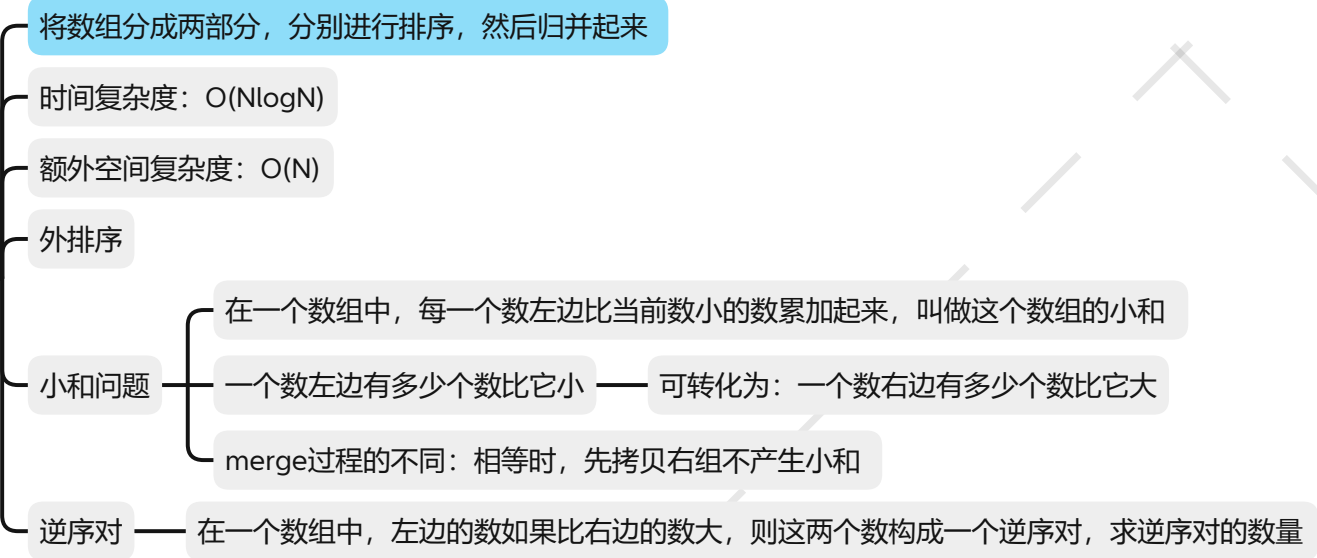 将数组分成两部分，分别进行排序，然后归并起来
时间复杂度：O(NlogN)
额外空间复杂度：O(N)
外排序
在一个数组中，每一个数左边比当前数小的数累加起来，叫做这个数组的小和
小和问题
一个数左边有多少个数比它小
可转化为：一个数右边有多少个数比它大
merge过程的不同：相等时，先拷贝右组不产生小和
逆序对
在一个数组中，左边的数如果比右边的数大，则这两个数构成一个逆序对，求逆序对的数量